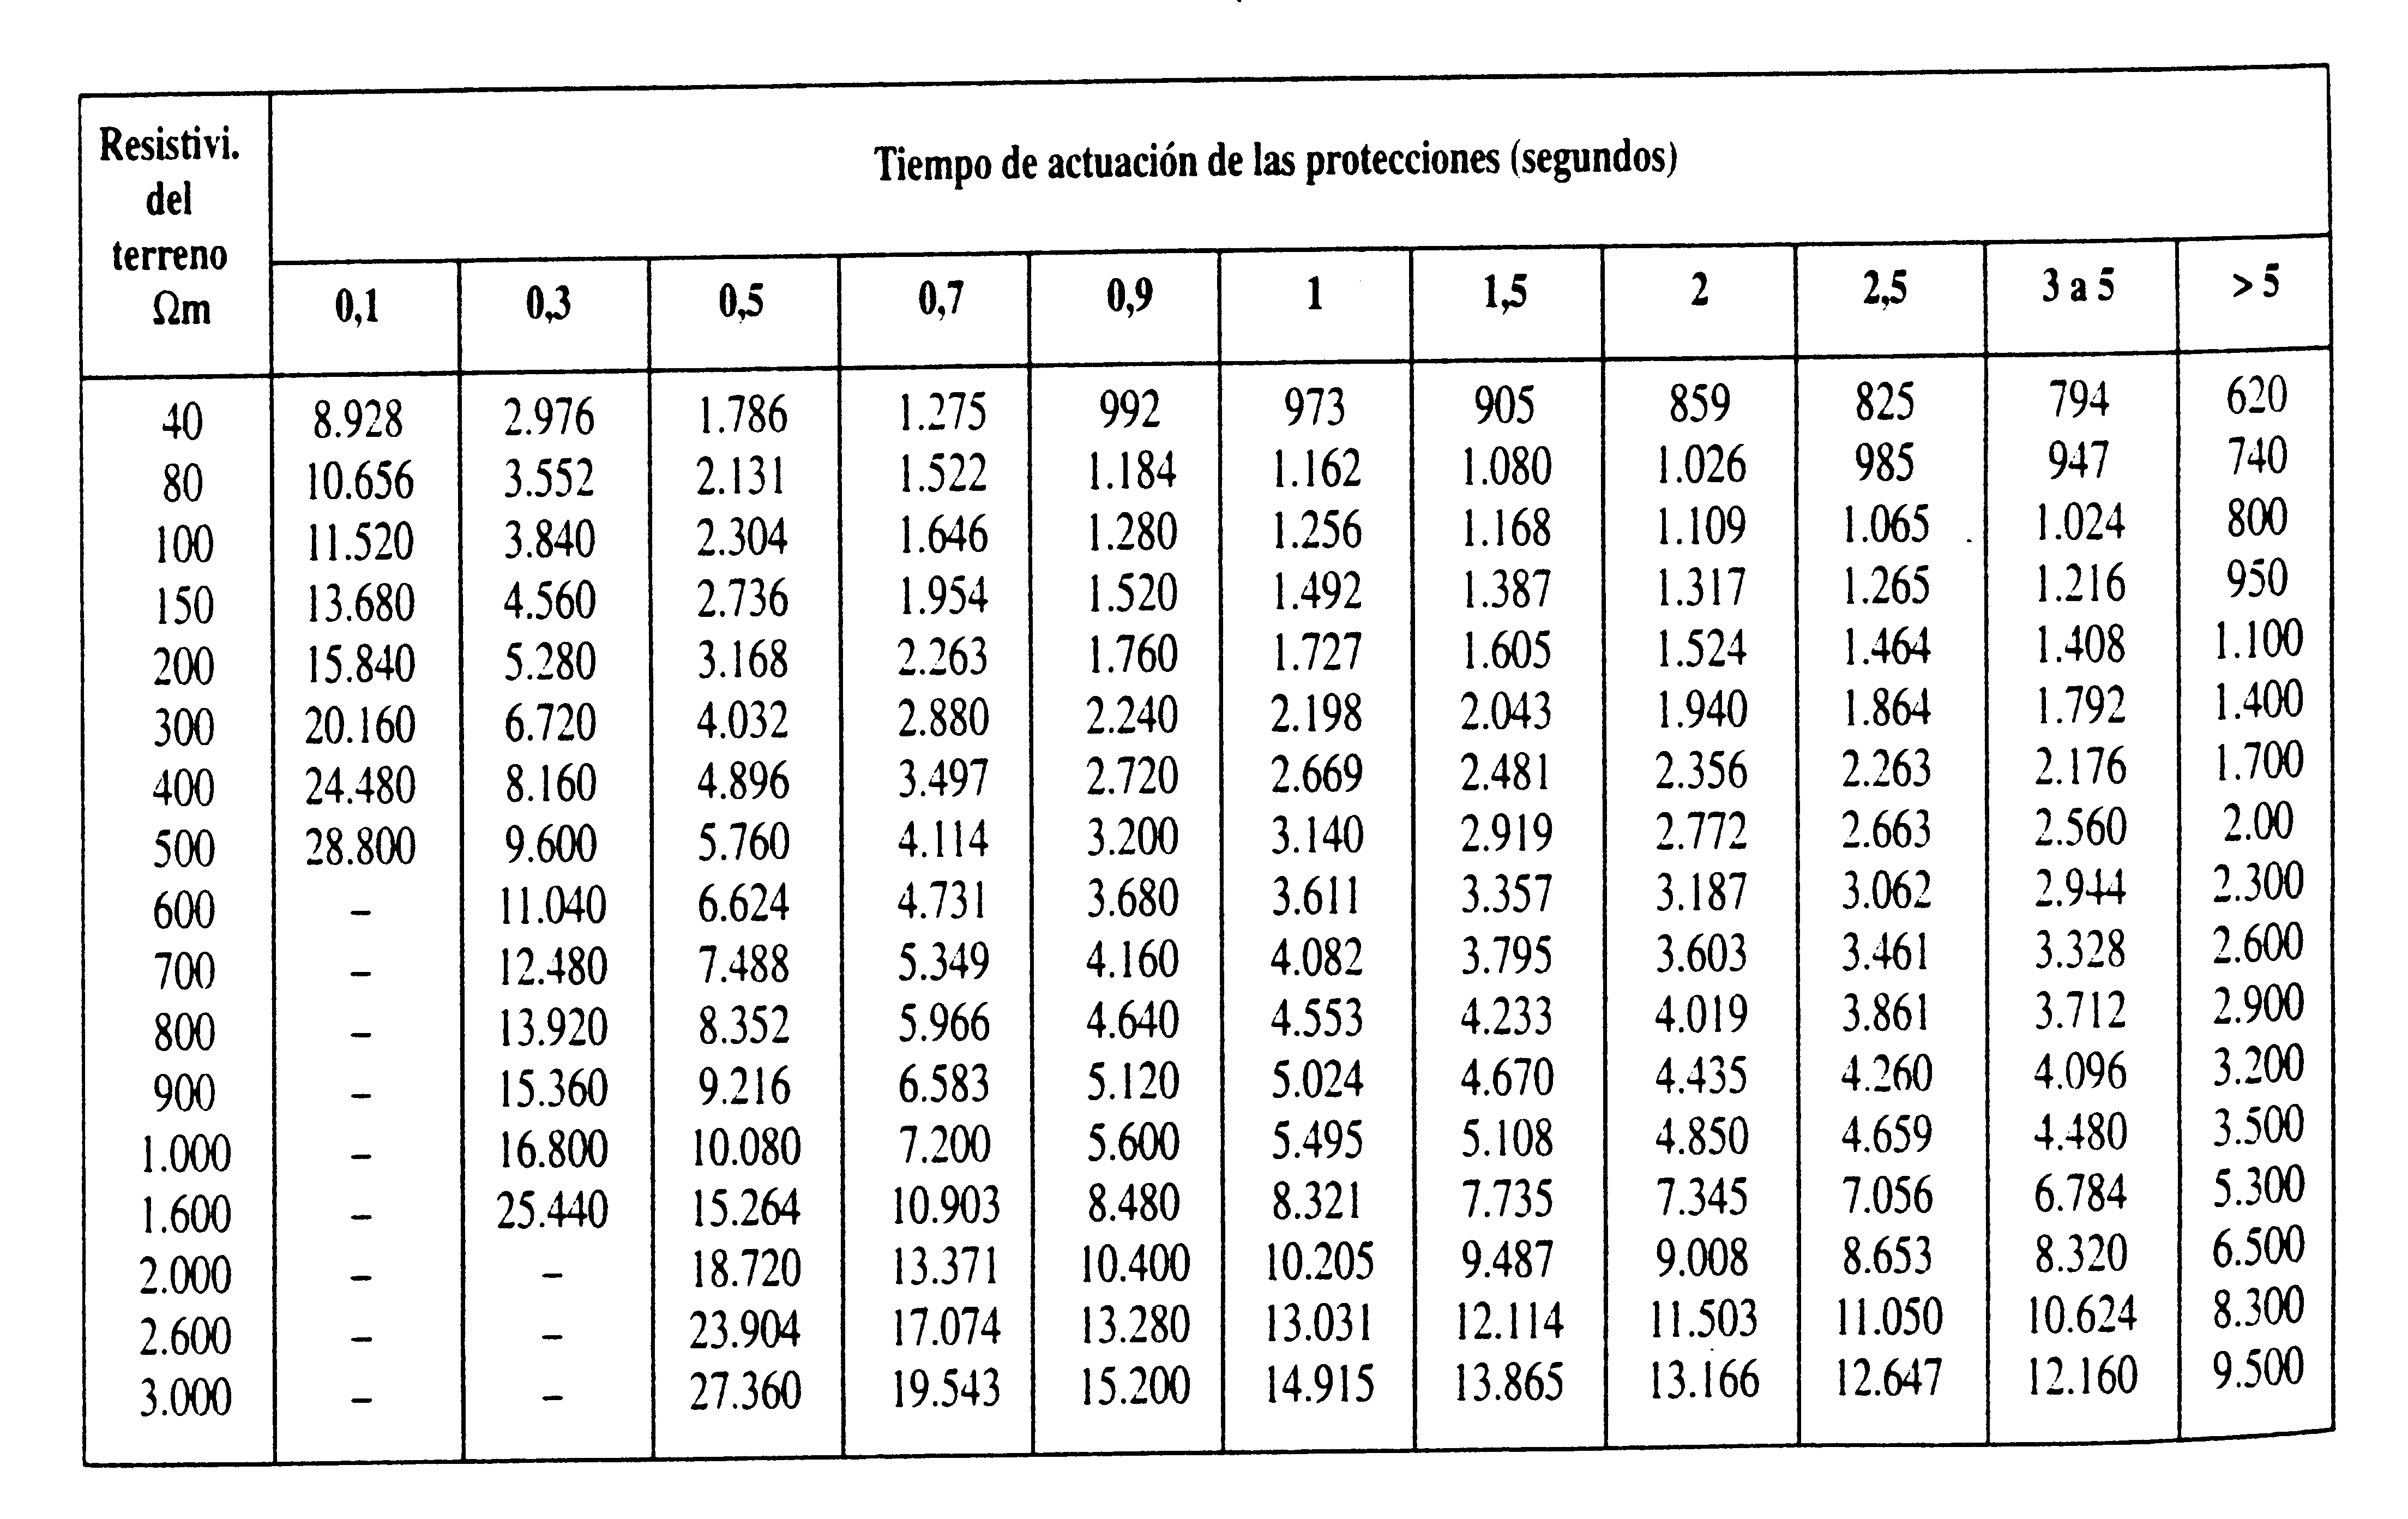 Resistivi. del terreno Ωm
Tiempo de actuación de las protecciones (segundos)
0,1 0,3 0,5 0,7 0,9 1 1,5 2 2,5 3 a 5 > 5
40 8.928 2.976 1.786 1.275 992 973 905 859 825 794 620
80 10.656 3.552 2.131 1.522 1.184 1.162 1.080 1.026 985 947 740
100 11.520 3.840 2.304 1.646 1.280 1.256 1.168 1.109 1.065 1.024 800
150 13.680 4.560 2.736 1.954 1.520 1.492 1.387 1.317 1.265 1.216 950
200 15.840 5.280 3.168 2.263 1.760 1.727 1.605 1.524 1.464 1.408 1.100
300 20.160 6.720 4.032 2.880 2.240 2.198 2.043 1.940 1.864 1.792 1.400
400 24.480 8.160 4.896 3.497 2.720 2.669 2.481 2.356 2.263 2.176 1.700
500 28.800 9.600 5.760 4.114 3.200 3.140 2.919 2.772 2.663 2.560 2.00
600 – 11.040 6.624 4.731 3.680 3.611 3.357 3.187 3.062 2.944 2.300
700 – 12.480 7.488 5.349 4.160 4.082 3.795 3.603 3.461 3.328 2.600
800 – 13.920 8.352 5.966 4.640 4.553 4.233 4.019 3.861 3.712 2.900
900 – 15.360 9.216 6.583 5.120 5.024 4.670 4.435 4.260 4.096 3.200
1.000 – 16.800 10.080 7.200 5.600 5.495 5.108 4.850 4.659 4.480 3.500
1.600 – 25.440 15.264 10.903 8.480 8.321 7.735 7.345 7.056 6.784 5.300
2.000 – – 18.720 13.371 10.400 10.205 9.487 9.008 8.653 8.320 6.500
2.600 – – 23.904 17.074 13.280 13.031 12.114 11.503 11.050 10.624 8.300
3.000 – – 27.360 19.543 15.200 14.915 13.865 13.166 12.647 12.160 9.500